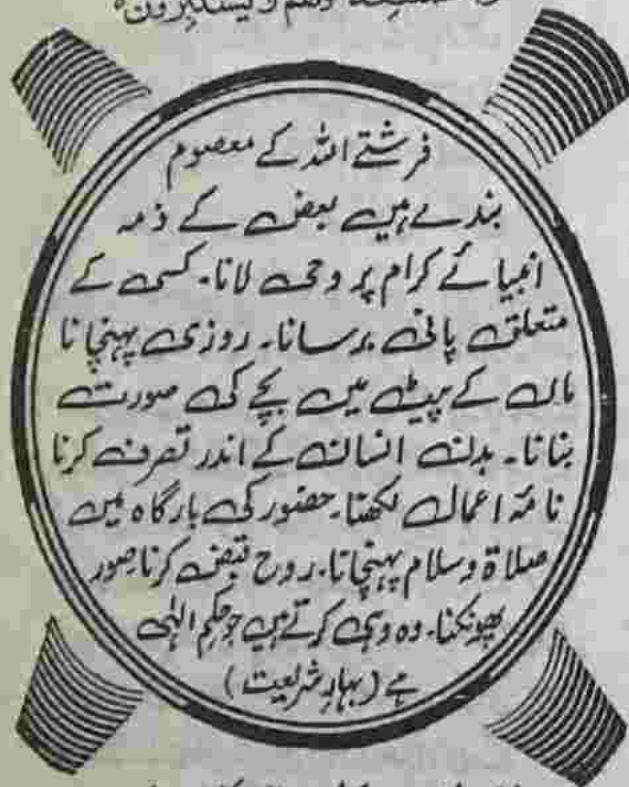 وهم لا يستكبرون
فرشتے اللہ کے معصوم
بندے ہیں بعض کے ذمہ
انبیائے کرام پر وحی لانا۔ کسی کے
متعلق پانی برسانا۔ روزی پہنچانا
ماں کے پیٹ میں بچے کی صورت
بنانا۔ بدن انسان کے اندر تصرف کرنا
نامۂ اعمال لکھنا۔ حضور کی بارگاہ میں
صلاۃ وسلام پہنچانا۔ روح قبض کرنا۔ صور
پھونکنا۔ وہ وہی کرتے ہیں جو حکم الٰہی
ہے (بہارِ شریعت)